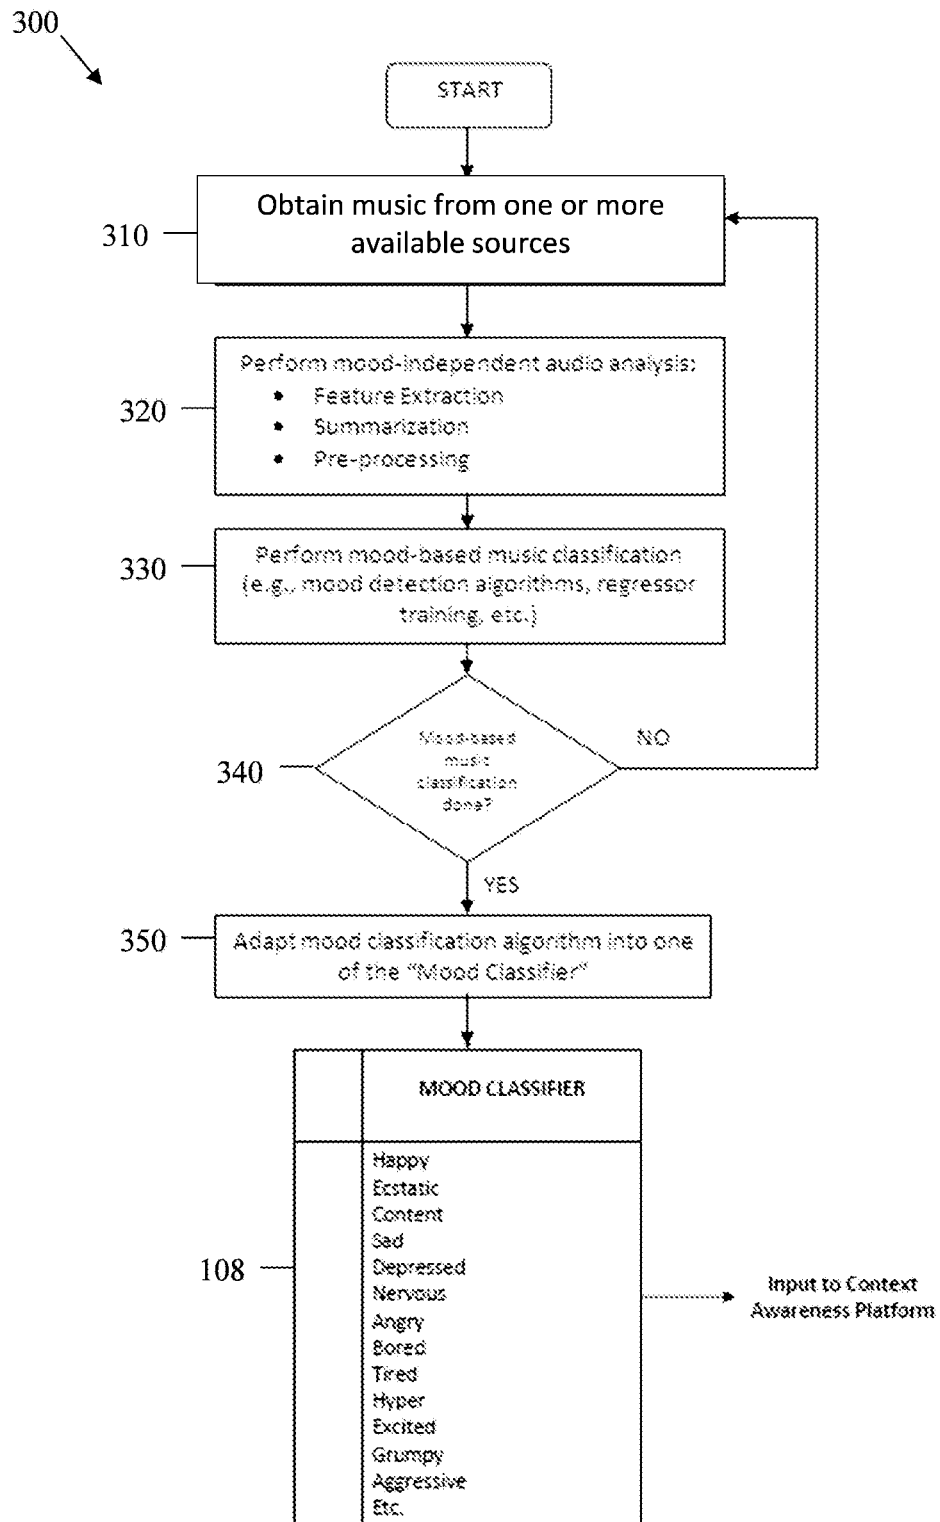 300
START
310
Obtain music from one or more
available sources
320
Perform mood-independent audio analysis:
• Feature Extraction
• Summarization
• Pre-processing
330
Perform mood-based music classification
(e.g., mood detection algorithms, regressor
training, etc.)
340
Mood-based
music
classification
done?
NO
YES
350
Adapt mood classification algorithm into one
of the “Mood Classifier”
MOOD CLASSIFIER
108
Happy
Ecstatic
Content
Sad
Depressed
Nervous
Angry
Bored
Tired
Hyper
Excited
Grumpy
Aggressive
Etc.
Input to Context
Awareness Platform